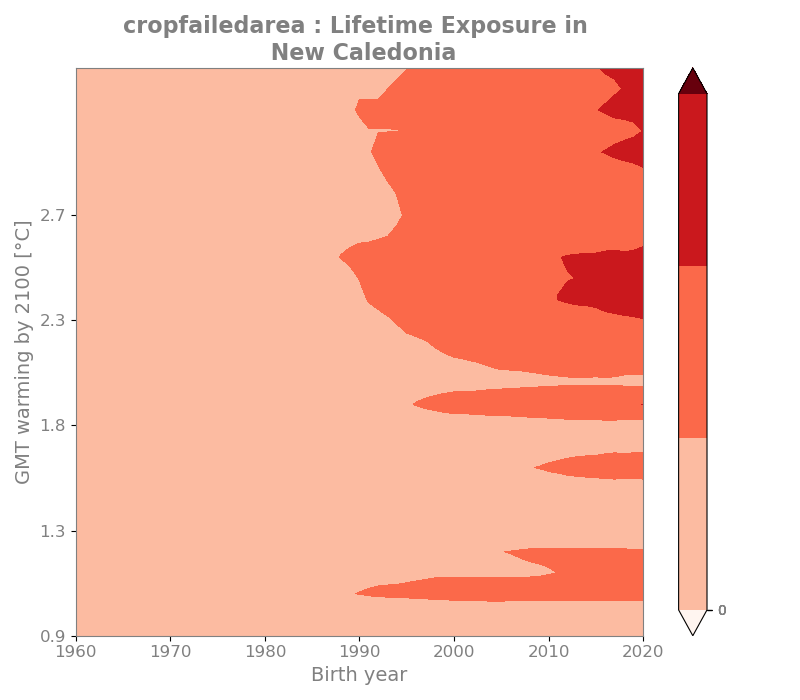 cropfailedarea : Lifetime Exposure in
New Caledonia
GMT warming by 2100 [°C]
2.7
2.3
1.8
1.3
0.9
1960 1970 1980 1990 2000 2010 2020
Birth year
0